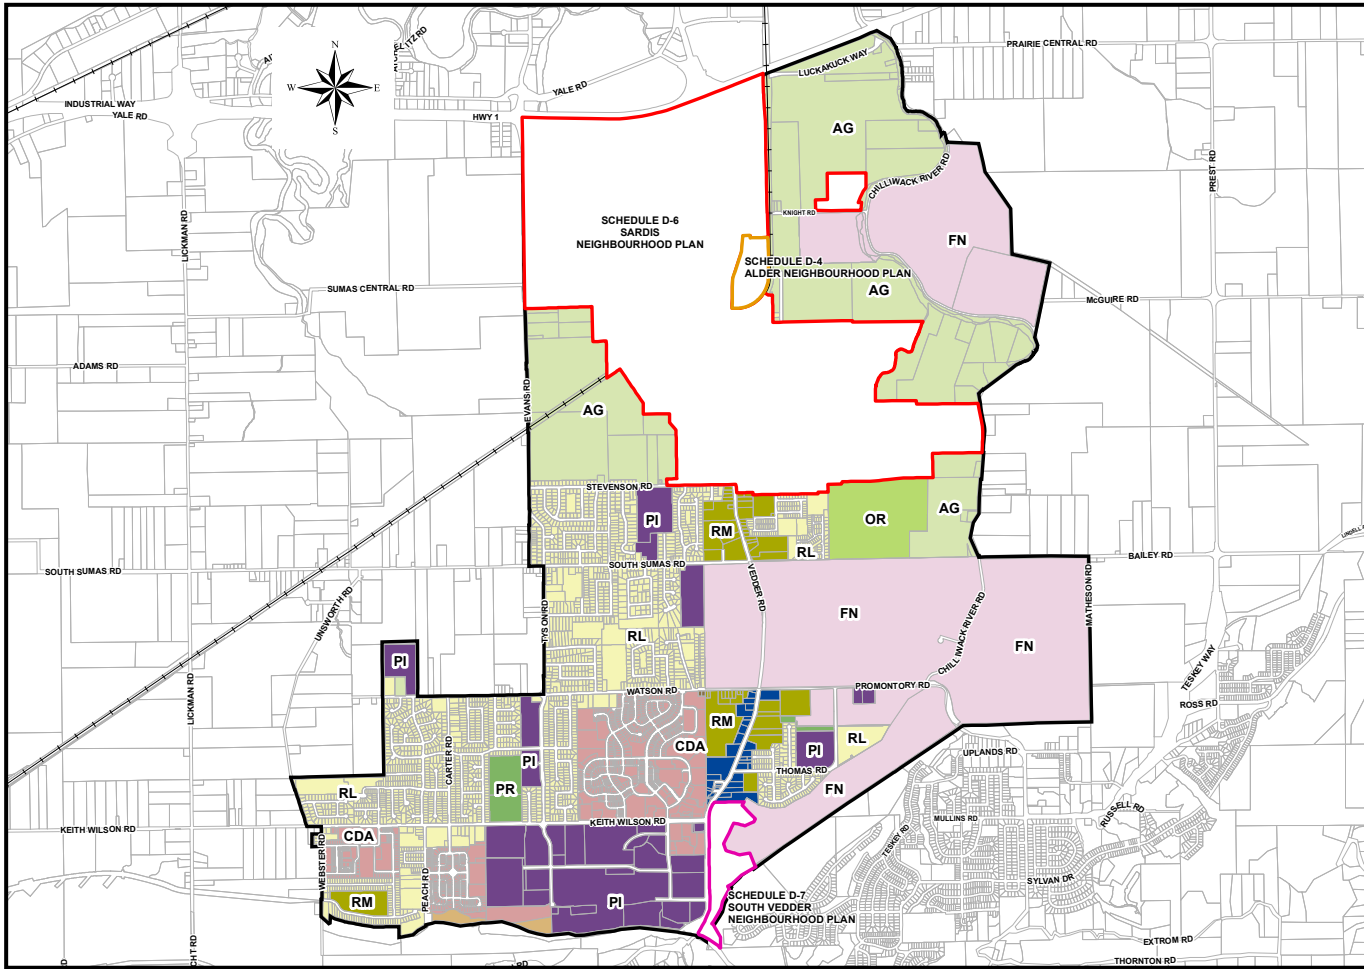 PRAIRIE CENTRAL RD
LUCKAKUCK WAY
N
W
E
S
YALE RD
INDUSTRIAL WAY
YALE RD
HWY 1
AG
CHILLIWACK RIVER RD
PREST RD
KNIGHT RD
LICKMAN RD
SCHEDULE D-6
SARDIS
NEIGHBOURHOOD PLAN
FN
SCHEDULE D-4
ALDER NEIGHBOURHOOD PLAN
SUMAS CENTRAL RD
AG
McGUIRE RD
ADAMS RD
EVANS RD
AG
STEVENSON RD
PI
RM
OR
AG
RL
BAILEY RD
SOUTH SUMAS RD
SOUTH SUMAS RD
VEDDER RD
MATHESON RD
UNSWORTH RD
TYSON RD
FN
CHILLIWACK RIVER RD
RL
FN
PI
TESKEY WAY
LICKMAN RD
WATSON RD
PROMONTORY RD
ROSS RD
RM
CARTER RD
CDA
PI
RL
UPLANDS RD
PI
THOMAS RD
PR
RL
FN
RUSSELL RD
KEITH WILSON RD
KEITH WILSON RD
MULLINS RD
CDA
TESKEY RD
WEBSTER RD
PEACH RD
SYLVAN DR
RM
PI
SCHEDULE D-7
SOUTH VEDDER
NEIGHBOURHOOD PLAN
EXTROM RD
THORNTON RD